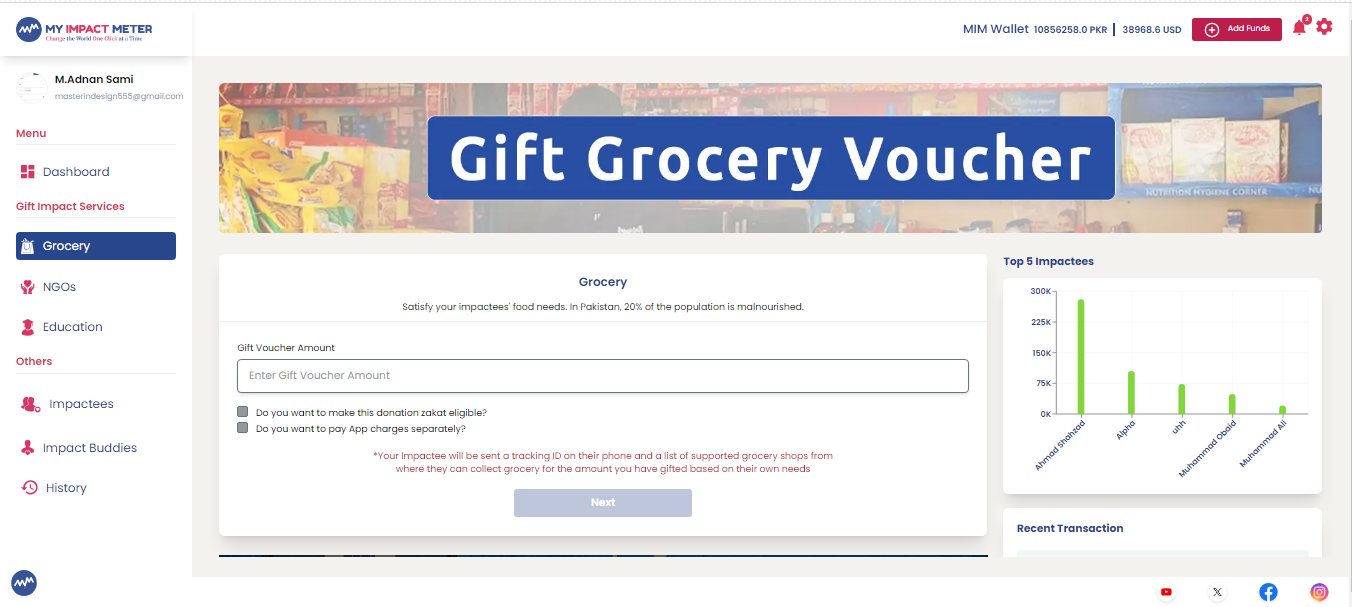 MY IMPACT METER
Change the World One Click at a Time
MIM Wallet 10856258.0 PKR | 38968.6 USD
Add Funds
2
M.Adnan Sami
masterindesign555@gmail.com
Menu
Dashboard
Gift Impact Services
Grocery
NGOs
Education
Others
Impactees
Impact Buddies
History
Gift Grocery Voucher
NUTRITION HYGIENE CORNER
NU
Grocery
Satisfy your impactees' food needs. In Pakistan, 20% of the population is malnourished.
Gift Voucher Amount
Enter Gift Voucher Amount
Do you want to make this donation zakat eligible?
Do you want to pay App charges separately?
*Your Impactee will be sent a tracking ID on their phone and a list of supported grocery shops from
where they can collect grocery for the amount you have gifted based on their own needs
Next
Top 5 Impactees
300K
225K
150K
75K
0K
Ahmad Shahzad
Alpha
uhh
Muhammad Obaid
Muhammad Ali
Recent Transaction